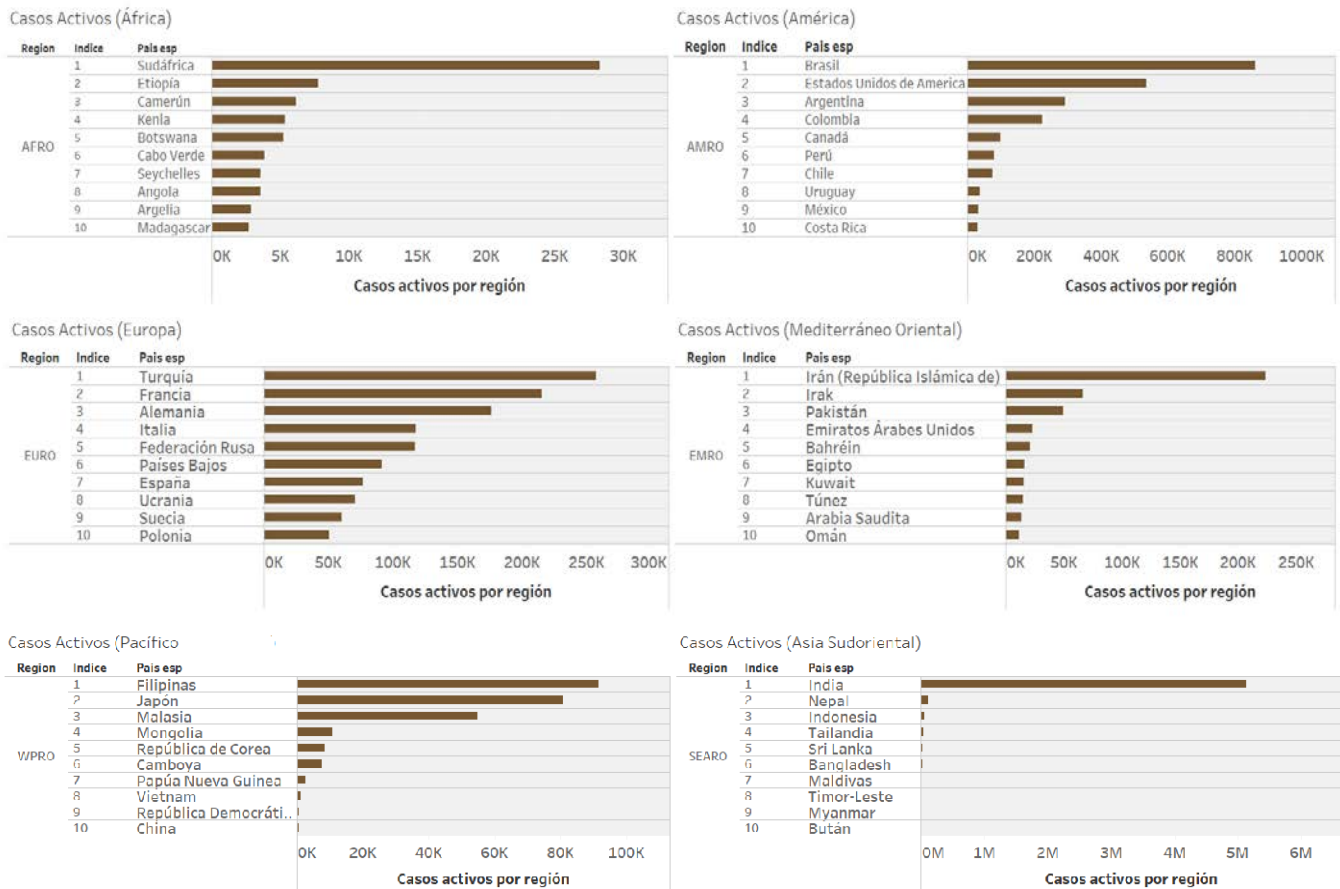 Casos Activos (África)
Region Indice Pais esp
AFRO
1 Sudáfrica
2 Etiopía
3 Camerún
4 Kenia
5 Botswana
6 Cabo Verde
7 Seychelles
8 Angola
9 Argelia
10 Madagascar
0K 5K 10K 15K 20K 25K 30K
Casos activos por región
Casos Activos (América)
Region Indice Pais esp
AMRO
1 Brasil
2 Estados Unidos de America
3 Argentina
4 Colombia
5 Canadá
6 Perú
7 Chile
8 Uruguay
9 México
10 Costa Rica
0K 200K 400K 600K 800K 1000K
Casos activos por región
Casos Activos (Europa)
Region Indice Pais esp
EURO
1 Turquía
2 Francia
3 Alemania
4 Italia
5 Federación Rusa
6 Países Bajos
7 España
8 Ucrania
9 Suecia
10 Polonia
0K 50K 100K 150K 200K 250K 300K
Casos activos por región
Casos Activos (Mediterráneo Oriental)
Region Indice Pais esp
EMRO
1 Irán (República Islámica de)
2 Irak
3 Pakistán
4 Emiratos Árabes Unidos
5 Bahréin
6 Egipto
7 Kuwait
8 Túnez
9 Arabia Saudita
10 Omán
0K 50K 100K 150K 200K 250K
Casos activos por región
Casos Activos (Pacífico
Region Indice Pais esp
WPRO
1 Filipinas
2 Japón
3 Malasia
4 Mongolia
5 República de Corea
6 Camboya
7 Papúa Nueva Guinea
8 Vietnam
9 República Democráti..
10 China
0K 20K 40K 60K 80K 100K
Casos activos por región
Casos Activos (Asia Sudoriental)
Region Indice Pais esp
SEARO
1 India
2 Nepal
3 Indonesia
4 Tailandia
5 Sri Lanka
6 Bangladesh
7 Maldivas
8 Timor-Leste
9 Myanmar
10 Bután
0M 1M 2M 3M 4M 5M 6M
Casos activos por región